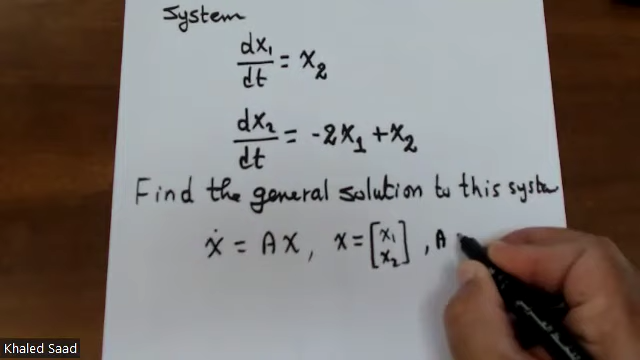 System
dx₁/dt = x₂
dx₂/dt = -2x₁ + x₂
Find the general solution to this system
ẋ = Ax, x = [x₁ x₂], A
Khaled Saad